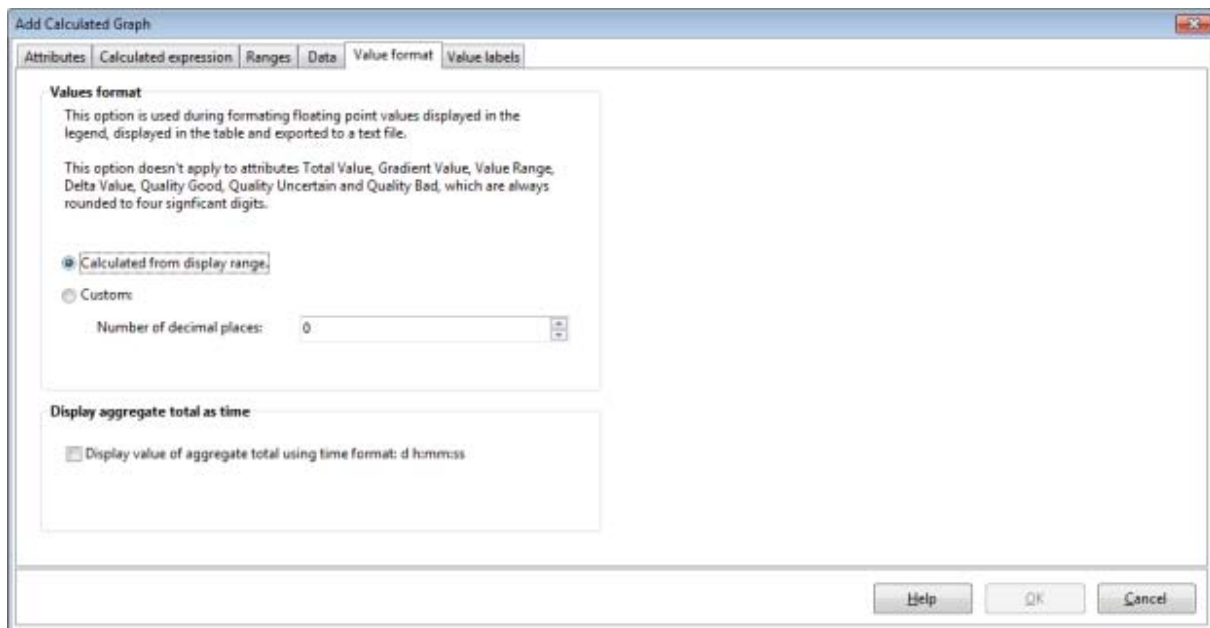 Add Calculated Graph
Attributes Calculated expression Ranges Data Value format Value labels
Values format
This option is used during formating floating point values displayed in the
legend, displayed in the table and exported to a text file.
This option doesn't apply to attributes Total Value, Gradient Value, Value Range,
Delta Value, Quality Good, Quality Uncertain and Quality Bad, which are always
rounded to four signficant digits.
Calculated from display range.
Custom:
Number of decimal places: 0
Display aggregate total as time
Display value of aggregate total using time format: d h:mm:ss
Help OK Cancel